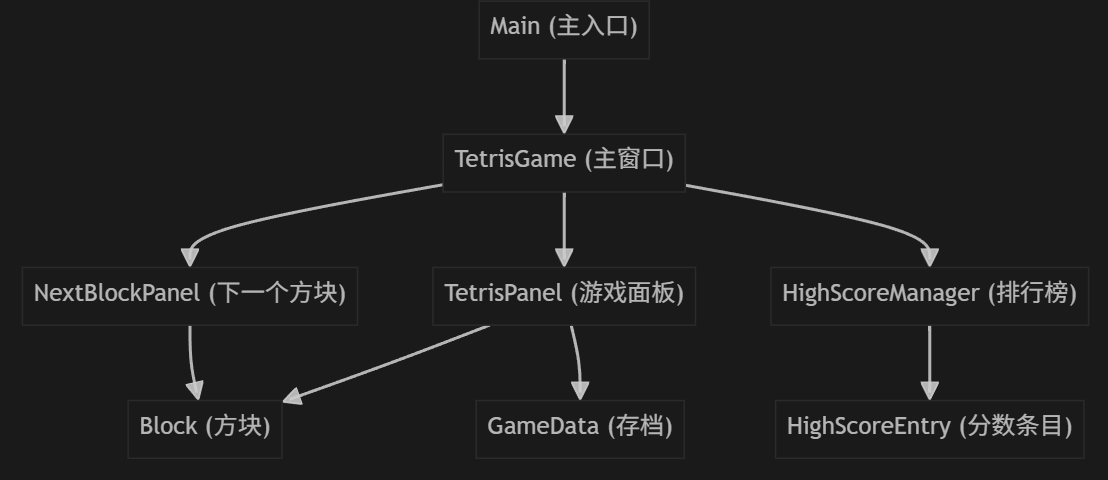 Main (主入口)
TetrisGame (主窗口)
NextBlockPanel (下一个方块)
TetrisPanel (游戏面板)
HighScoreManager (排行榜)
Block (方块)
GameData (存档)
HighScoreEntry (分数条目)